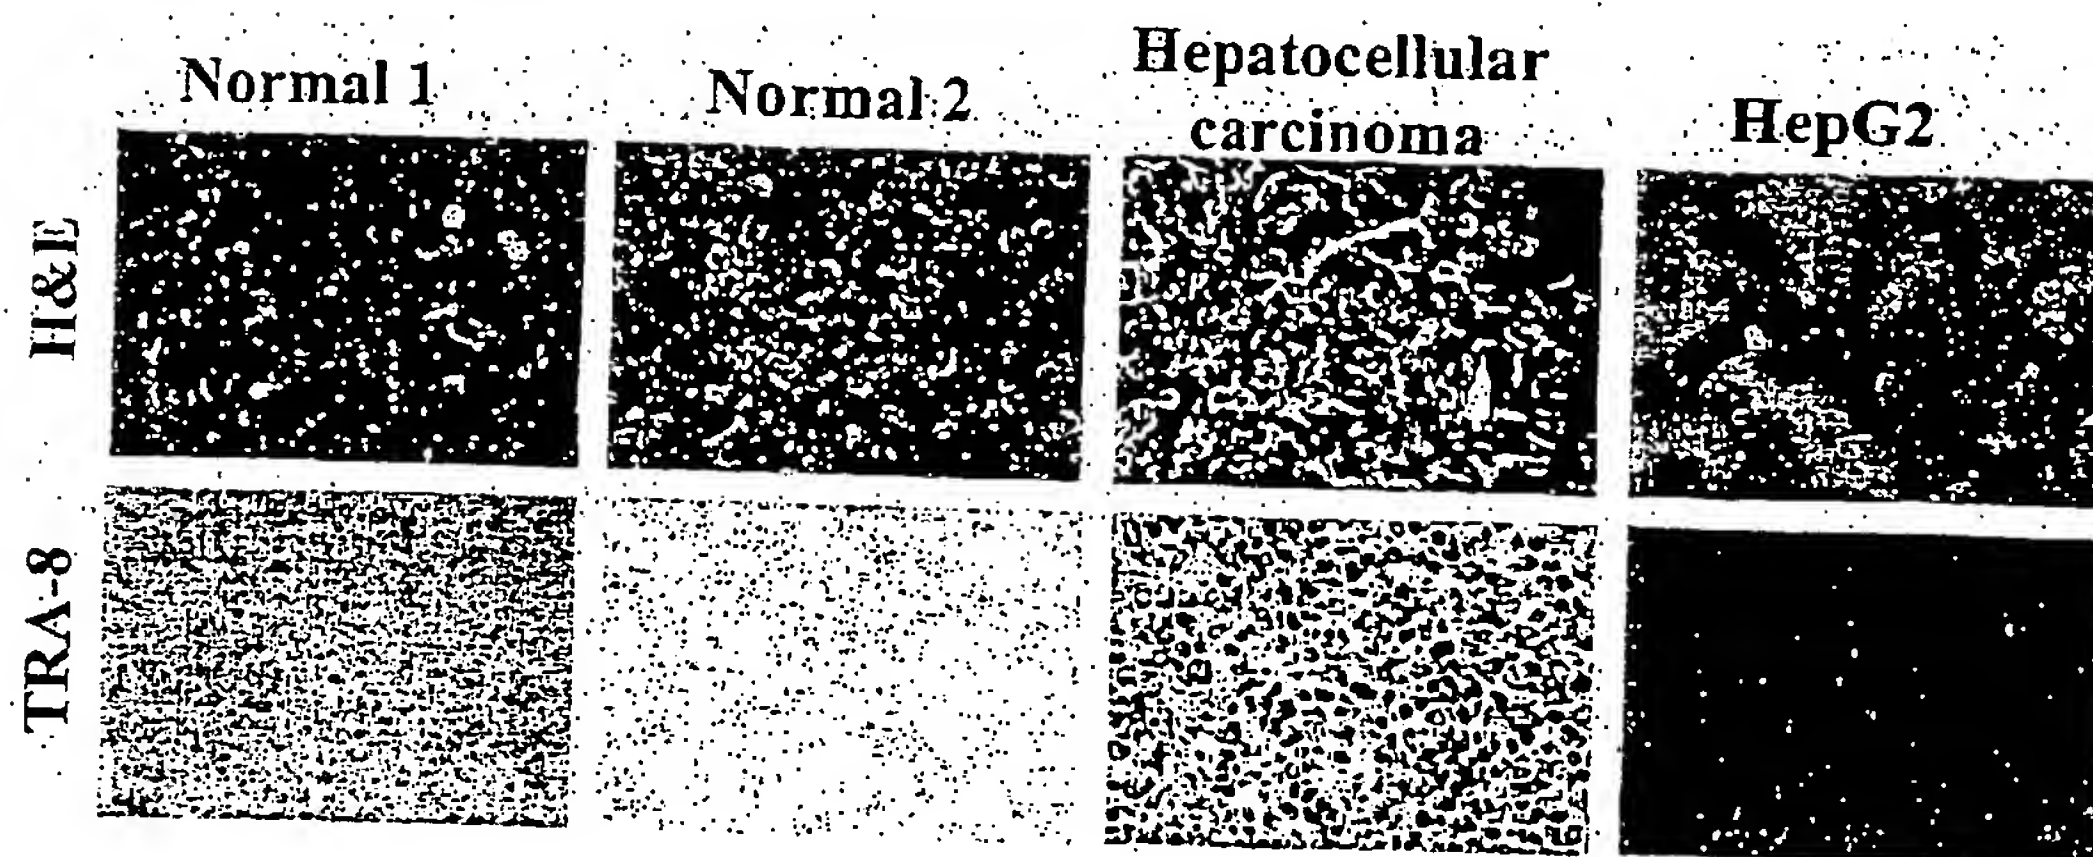 Normal 1
Normal 2
Hepatocellular
carcinoma
HepG2
H&E
TRA-8